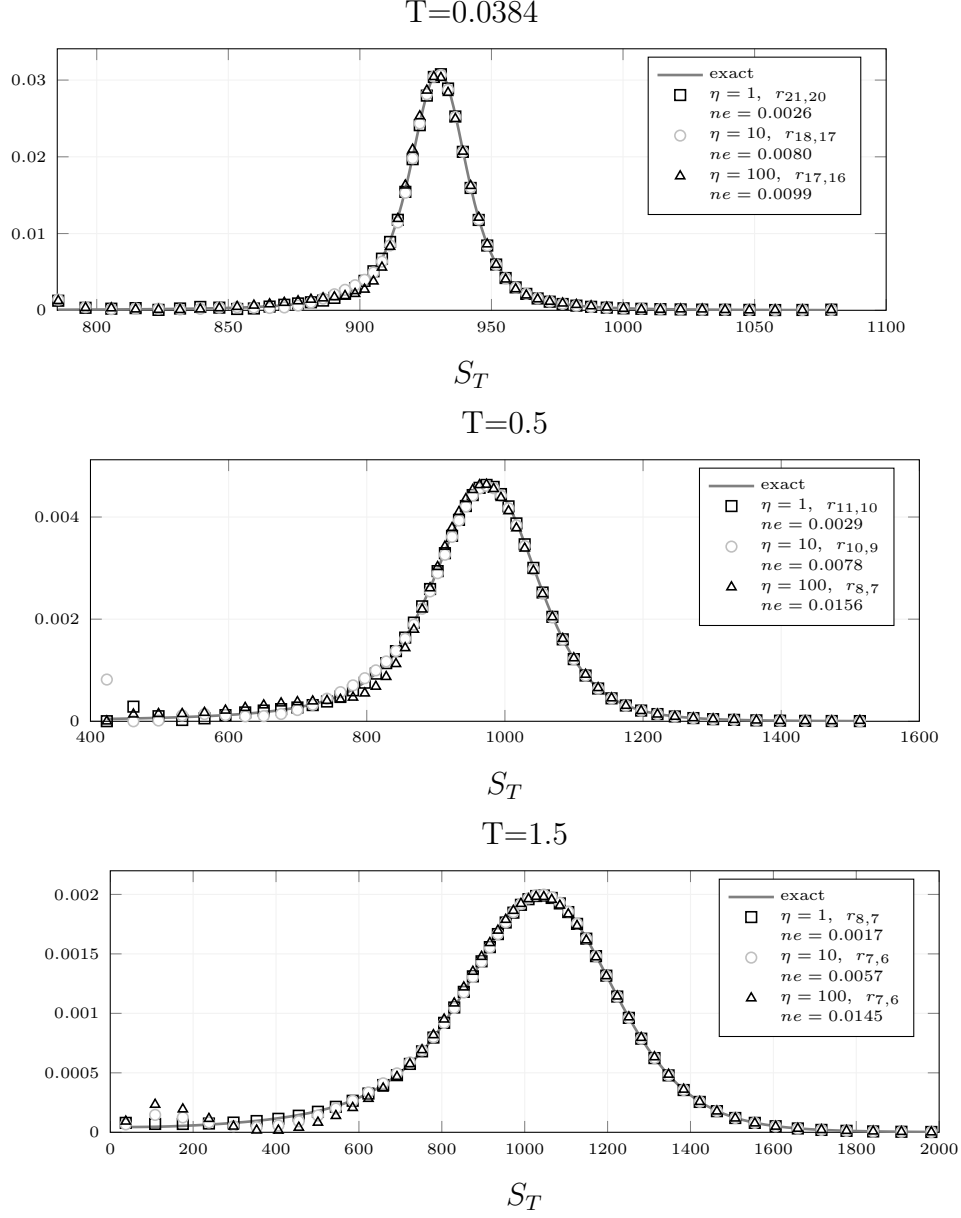 T=0.0384
0.03
0.02
0.01
0
800
850
900
950
1000
1050
1100
exact
η = 1, r21,20
ne = 0.0026
η = 10, r18,17
ne = 0.0080
η = 100, r17,16
ne = 0.0099
S_T
T=0.5
0.004
0.002
0
400
600
800
1000
1200
1400
1600
exact
η = 1, r11,10
ne = 0.0029
η = 10, r10,9
ne = 0.0078
η = 100, r8,7
ne = 0.0156
S_T
T=1.5
0.002
0.0015
0.001
0.0005
0
0
200
400
600
800
1000
1200
1400
1600
1800
2000
exact
η = 1, r8,7
ne = 0.0017
η = 10, r7,6
ne = 0.0057
η = 100, r7,6
ne = 0.0145
S_T